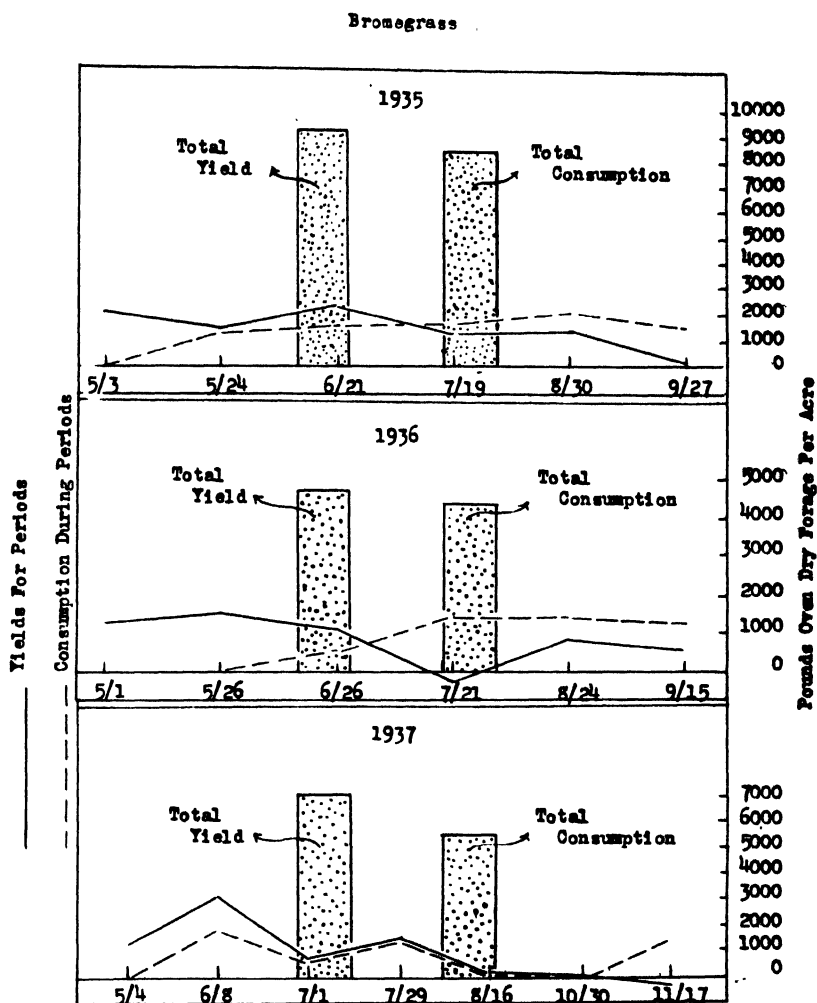 Bromegrass
1935
Total
Yield
Total
Consumption
10000
9000
8000
7000
6000
5000
4000
3000
2000
1000
0
5/3 5/24 6/21 7/19 8/30 9/27
1936
Total
Yield
Total
Consumption
5000
4000
3000
2000
1000
0
5/1 5/26 6/26 7/21 8/24 9/15
1937
Total
Yield
Total
Consumption
7000
6000
5000
4000
3000
2000
1000
0
5/4 6/8 7/1 7/29 8/16 10/30 11/17
Yields For Periods
Consumption During Periods
Pounds Oven Dry Forage Per Acre